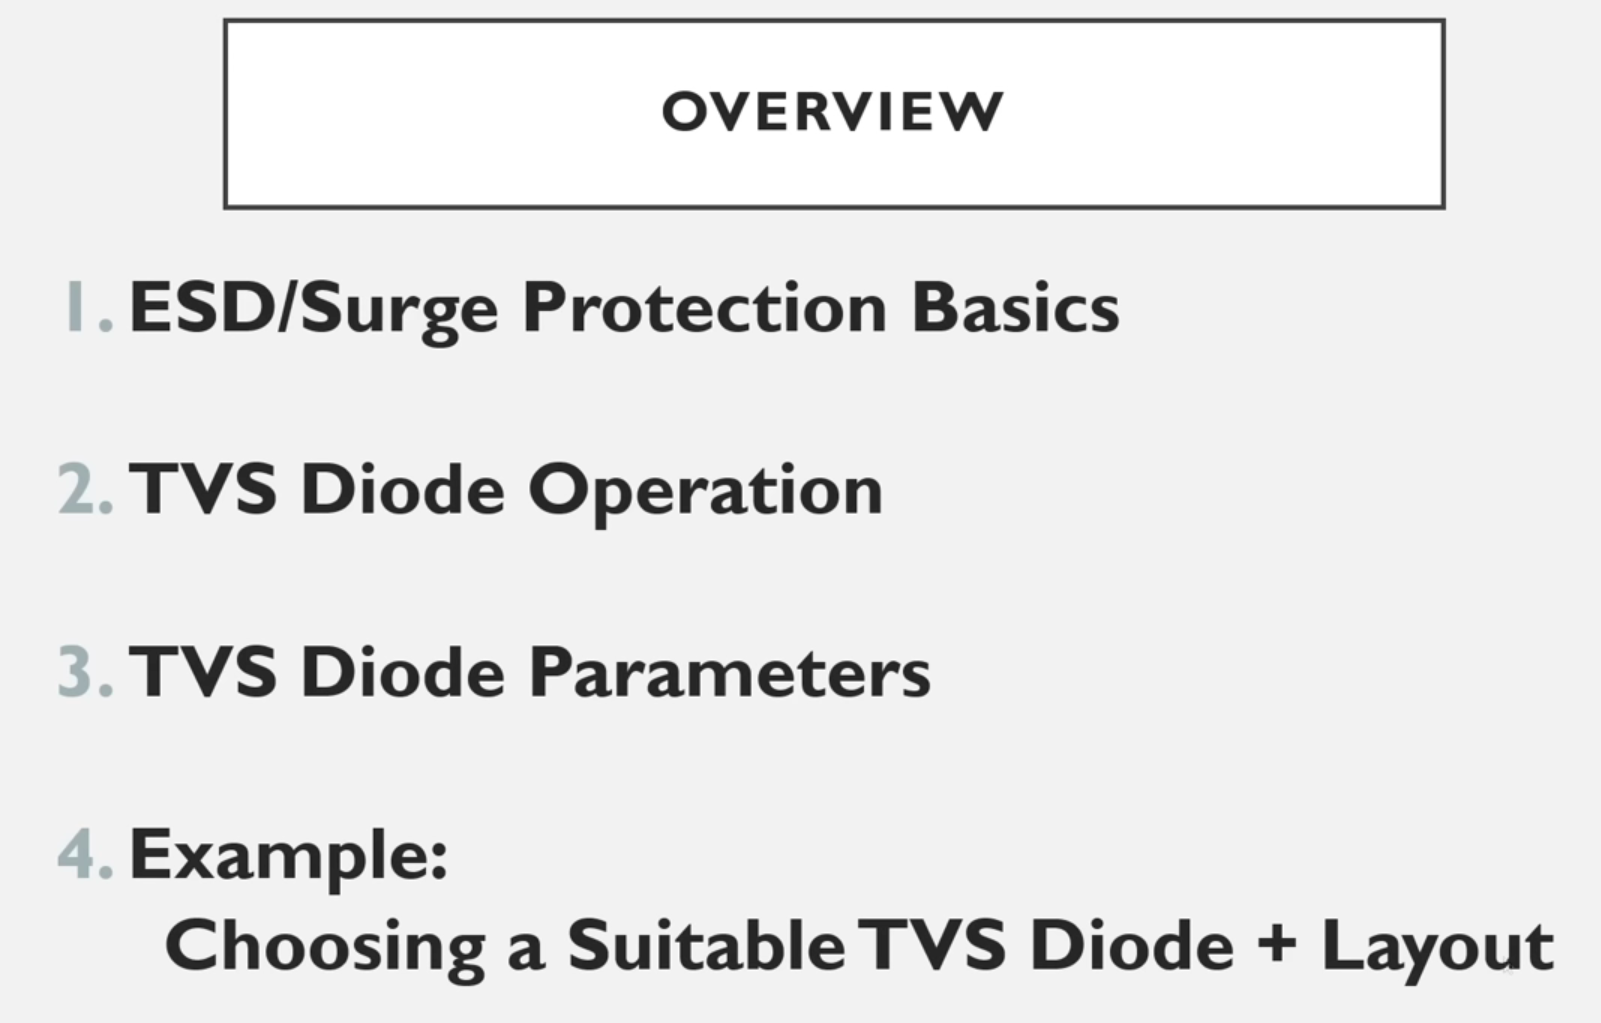 OVERVIEW
1. ESD/Surge Protection Basics
2. TVS Diode Operation
3. TVS Diode Parameters
4. Example:
Choosing a Suitable TVS Diode + Layout